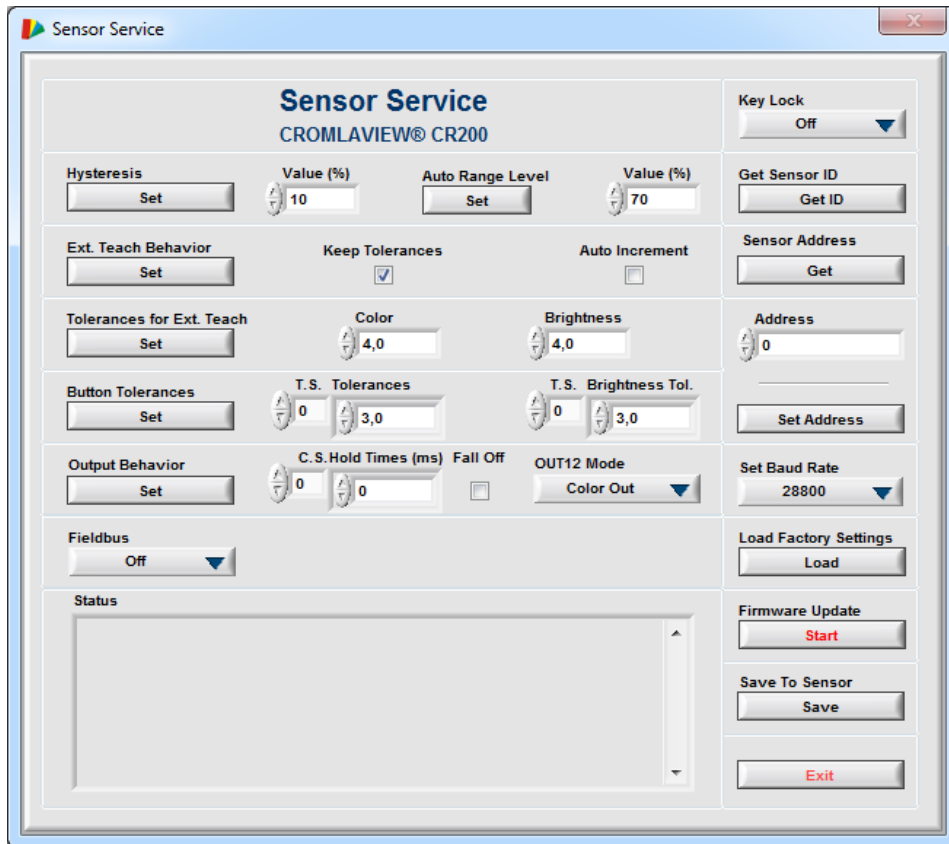 Sensor Service
X
Sensor Service
CROMLAVIEW® CR200
Key Lock
Off
Hysteresis
Set
Value (%)
10
Auto Range Level
Set
Value (%)
70
Get Sensor ID
Get ID
Ext. Teach Behavior
Set
Keep Tolerances
Auto Increment
Sensor Address
Get
Tolerances for Ext. Teach
Set
Color
4,0
Brightness
4,0
Address
0
Button Tolerances
Set
T.S. Tolerances
0 3,0
T.S. Brightness Tol.
0 3,0
Set Address
Output Behavior
Set
C.S. Hold Times (ms)
0 0
Fall Off
OUT12 Mode
Color Out
Set Baud Rate
28800
Fieldbus
Off
Load Factory Settings
Load
Status
Firmware Update
Start
Save To Sensor
Save
Exit